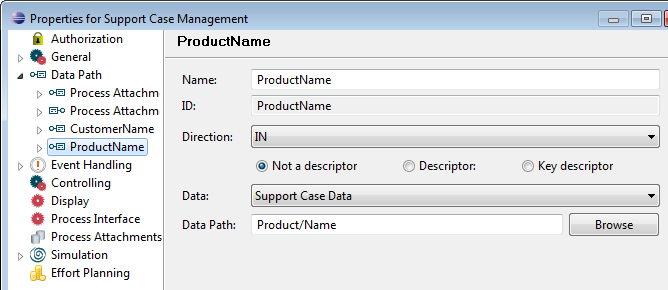 Properties for Support Case Management
Authorization
General
Data Path
Process Attachm
Process Attachm
CustomerName
ProductName
Event Handling
Controlling
Display
Process Interface
Process Attachments
Simulation
Effort Planning
ProductName
Name: ProductName
ID: ProductName
Direction: IN
Not a descriptor Descriptor: Key descriptor
Data: Support Case Data
Data Path: Product/Name Browse